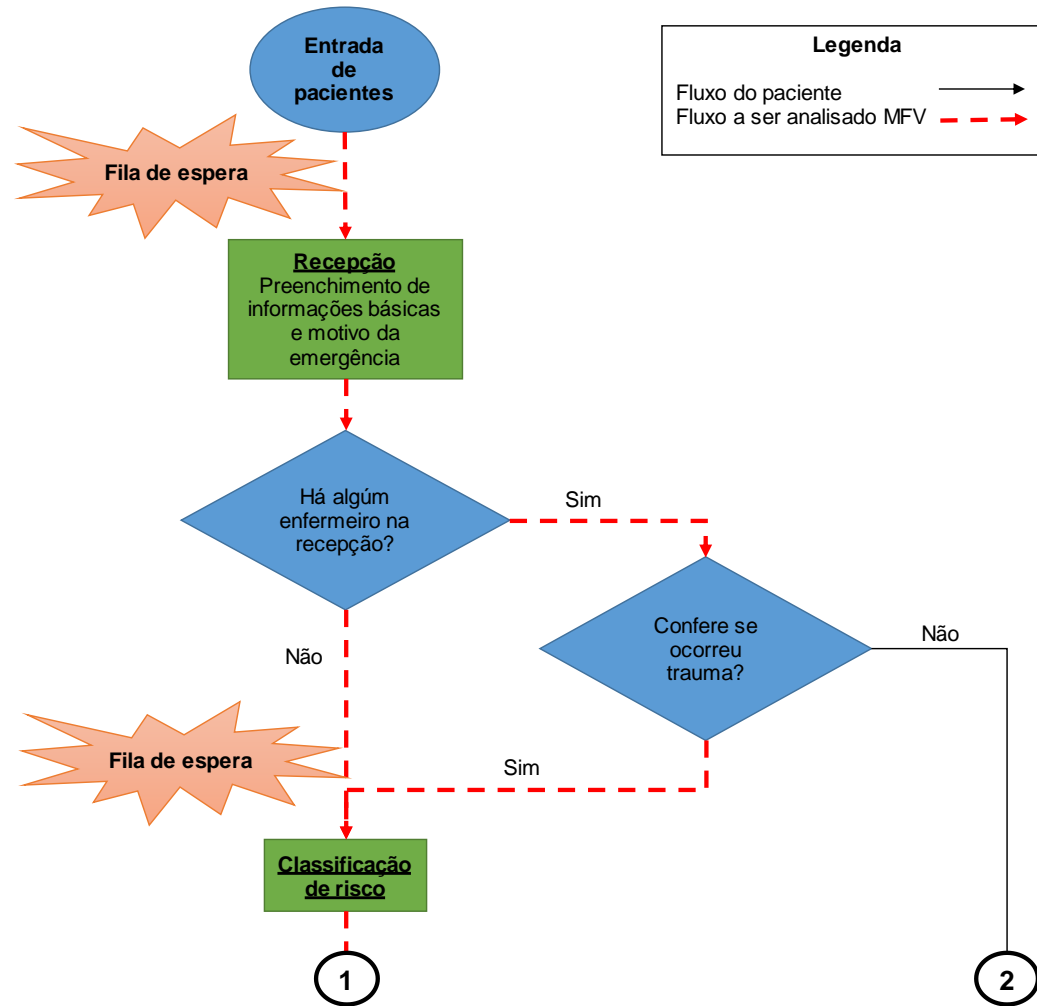 Entrada
de
pacientes
Legenda
Fluxo do paciente
Fluxo a ser analisado MFV
Fila de espera
Recepção
Preenchimento de
informações básicas
e motivo da
emergência
Há algúm
enfermeiro na
recepção?
Sim
Confere se
ocorreu
trauma?
Não
Não
Fila de espera
Sim
Classificação
de risco
1
2